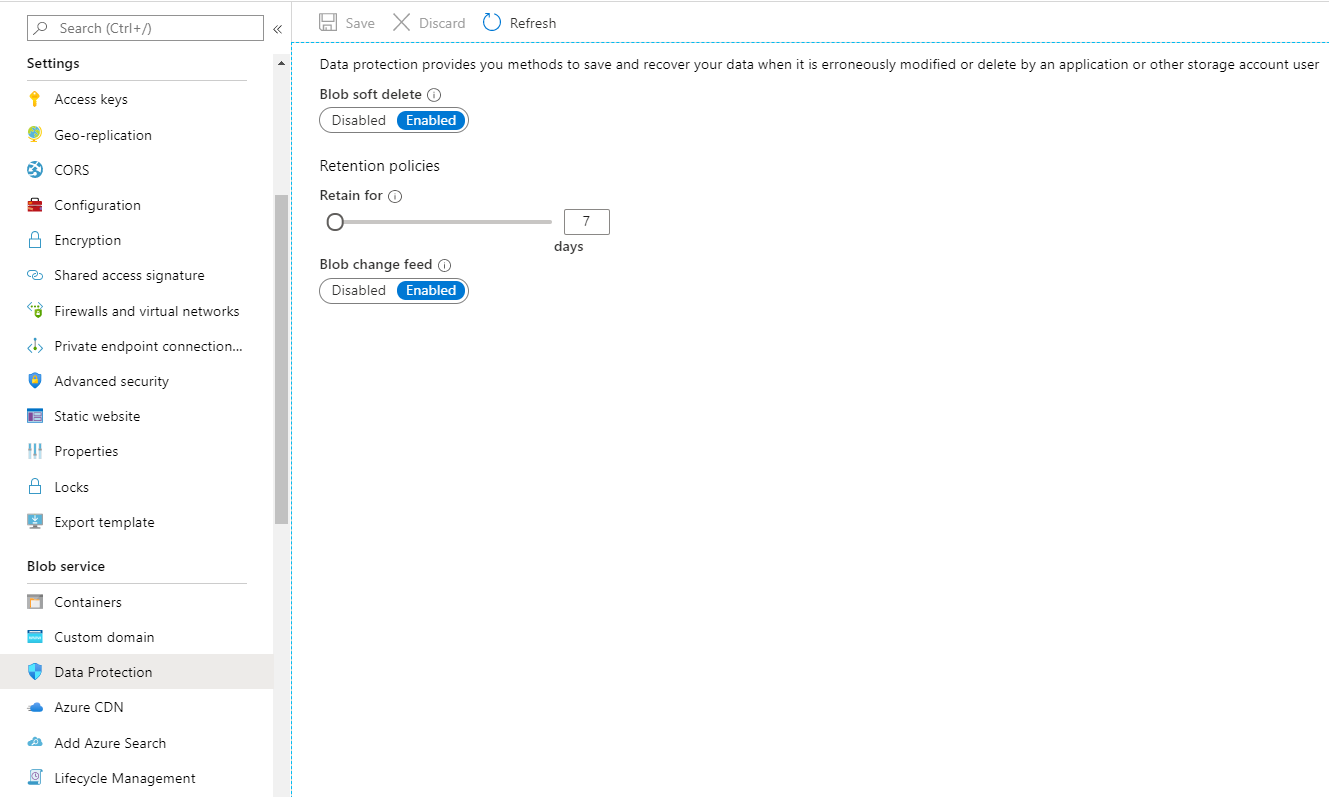 Search (Ctrl+/)
«
Settings
Access keys
Geo-replication
CORS
Configuration
Encryption
Shared access signature
Firewalls and virtual networks
Private endpoint connection...
Advanced security
Static website
Properties
Locks
Export template
Blob service
Containers
Custom domain
Data Protection
Azure CDN
Add Azure Search
Lifecycle Management
Save Discard Refresh
Data protection provides you methods to save and recover your data when it is erroneously modified or delete by an application or other storage account user
Blob soft delete
Disabled Enabled
Retention policies
Retain for
7
days
Blob change feed
Disabled Enabled